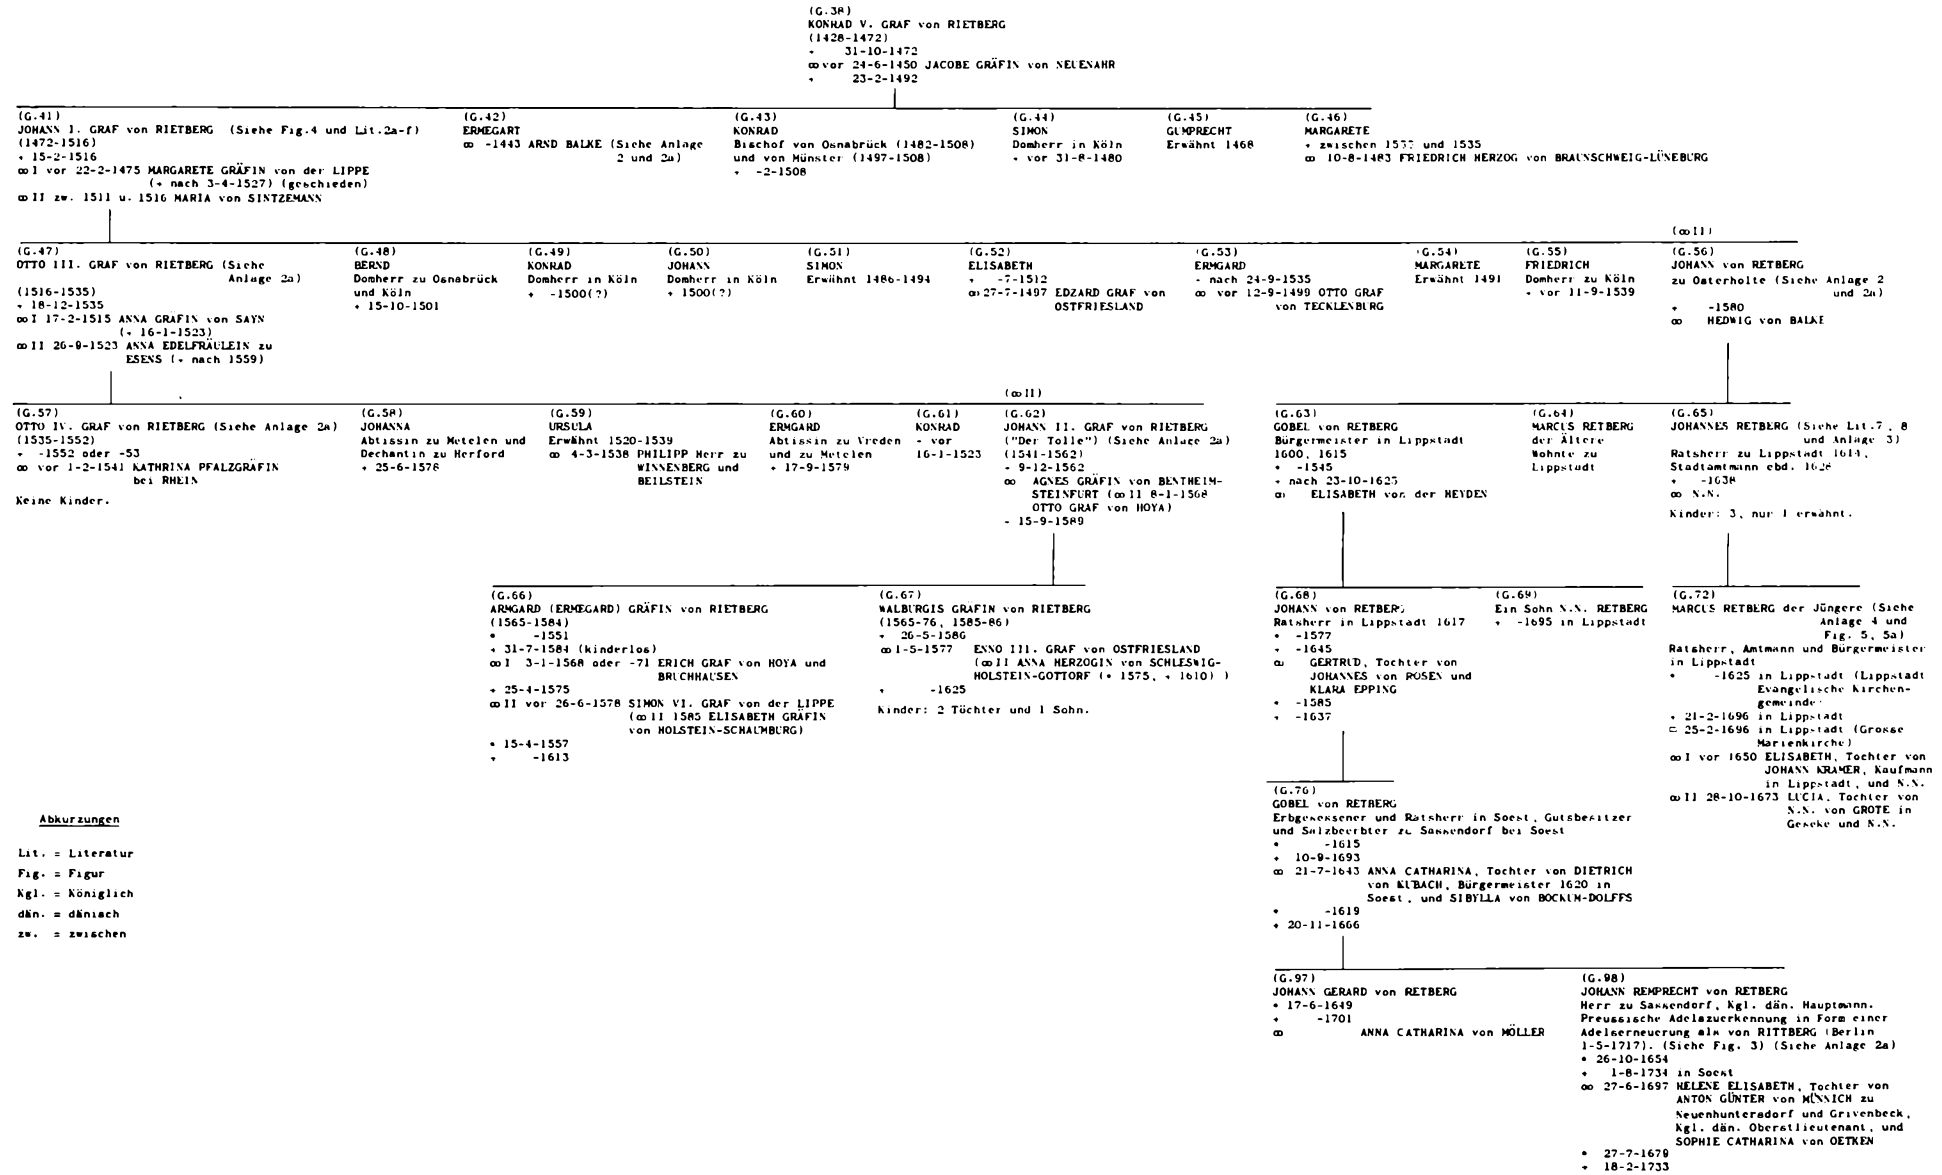 (G.38)
KONRAD V. GRAF von RIETBERG
(1428-1472)
+ 31-10-1472
∞ vor 24-6-1450 JACOBE GRÄFIN von NEUENAHR
+ 23-2-1492
(G.41)
JOHANN I. GRAF von RIETBERG (Siehe Fig.4 und Lit.2a-f)
(1472-1516)
+ 15-2-1516
∞ I vor 22-2-1475 MARGARETE GRÄFIN von der LIPPE
(+ nach 3-4-1527) (geschieden)
∞ II zw. 1511 u. 1516 MARIA von SINTZEMANN
(G.42)
ERMEGART
∞ -1443 ARND BALKE (Siehe Anlage
2 und 2a)
(G.43)
KONRAD
Bischof von Osnabrück (1482-1508)
und von Münster (1497-1508)
+ -2-1508
(G.44)
SIMON
Domherr in Köln
+ vor 31-8-1480
(G.45)
GUMPRECHT
Erwähnt 1468
(G.46)
MARGARETE
+ zwischen und 1535
∞ 10-8-1483 FRIEDRICH HERZOG von BRAUNSCHWEIG-LÜNEBURG
(G.47)
OTTO III. GRAF von RIETBERG (Siehe
Anlage 2a)
(1516-1535)
+ 18-12-1535
∞ I 17-2-1515 ANNA GRÄFIN von SAYN
(+ 16-1-1523)
∞ II 26-9-1523 ANNA EDELFRÄULEIN zu
ESENS (+ nach 1559)
(G.48)
BERND
Domherr zu Osnabrück
und Köln
+ 15-10-1501
(G.49)
KONRAD
Domherr in Köln
+ -1500(?)
(G.50)
JOHANN
Domherr in Köln
+ 1500(?)
(G.51)
SIMON
Erwähnt 1486-1494
(G.52)
ELISABETH
+ -7-1512
∞ 27-7-1497 EDZARD GRAF von
OSTFRIESLAND
(G.53)
ERMGARD
- nach 24-9-1535
∞ vor 12-9-1499 OTTO GRAF
von TECKLENBURG
(G.54)
MARGARETE
Erwähnt 1491
(G.55)
FRIEDRICH
Domherr zu Köln
+ vor 11-9-1539
(∞ II)
(G.56)
JOHANN von RETBERG
zu Osterholte (Siehe Anlage 2
und 2a)
+ -1580
∞ HEDWIG von BALKE
(G.57)
OTTO IV. GRAF von RIETBERG (Siehe Anlage 2a)
(1535-1552)
+ -1552 oder -53
∞ vor 1-2-1541 KATHRINA PFALZGRÄFIN
bei RHEIN
Keine Kinder.
(G.58)
JOHANNA
Abtissin zu Metelen und
Dechantin zu Herford
+ 25-6-1578
(G.59)
URSULA
Erwähnt 1520-1539
∞ 4-3-1538 PHILIPP Herr zu
WINNENBERG und
BEILSTEIN
(G.60)
ERMGARD
Abtissin zu Vreden
und zu Metelen
+ 17-9-1579
(G.61)
KONRAD
- vor
16-1-1523
(∞ II)
(G.62)
JOHANN II. GRAF von RIETBERG
("Der Tolle") (Siehe Anlage 2a)
(1541-1562)
- 9-12-1562
∞ AGNES GRÄFIN von BENTHEIM-
STEINFURT (∞ II 8-1-1568
OTTO GRAF von HOYA)
- 15-9-1589
(G.63)
GOBEL von RETBERG
Bürgermeister in Lippstadt
1600, 1615
* -1545
+ nach 23-10-1625
∞ ELISABETH von der HEYDEN
(G.64)
MARCUS RETBERG
der Ältere
Wohnte zu
Lippstadt
(G.65)
JOHANNES RETBERG (Siehe Lit.7, 8
und Anlage 3)
Ratsherr zu Lippstadt 1614,
Stadtamtmann ebd. 1628
+ -1638
∞ N.N.
Kinder: 3, nur 1 erwähnt.
(G.66)
ARMGARD (ERMEGARD) GRÄFIN von RIETBERG
(1565-1584)
* -1551
+ 31-7-1584 (kinderlos)
∞ I 3-1-1568 oder -71 ERICH GRAF von HOYA und
BRUCHHAUSEN
+ 25-4-1575
∞ II vor 26-6-1578 SIMON VI. GRAF von der LIPPE
(∞ II 1585 ELISABETH GRÄFIN
von HOLSTEIN-SCHAUMBURG)
* 15-4-1557
+ -1613
(G.67)
WALBURGIS GRÄFIN von RIETBERG
(1565-76, 1585-86)
+ 26-5-1586
∞ 1-5-1577 ENNO III. GRAF von OSTFRIESLAND
(∞ II ANNA HERZOGIN von SCHLESWIG-
HOLSTEIN-GOTTORF (* 1575, + 1610) )
+ -1625
Kinder: 2 Töchter und 1 Sohn.
(G.68)
JOHANN von RETBERG
Ratsherr in Lippstadt 1617
* -1577
+ -1645
∞ GERTRUD, Tochter von
JOHANNES von ROSEN und
KLARA EPPING
* -1585
+ -1637
(G.69)
Ein Sohn N.N. RETBERG
+ -1695 in Lippstadt
(G.72)
MARCUS RETBERG der Jüngere (Siehe
Anlage 4 und
Fig. 5, 5a)
Ratsherr, Amtmann und Bürgermeister
in Lippstadt
* -1625 in Lippstadt (Lippstadt
Evangelische Kirchen-
gemeinde)
+ 21-2-1696 in Lippstadt
⊏ 25-2-1696 in Lippstadt (Grosse
Marienkirche)
∞ I vor 1650 ELISABETH, Tochter von
JOHANN KRAMER, Kaufmann
in Lippstadt, und N.N.
∞ II 28-10-1673 LUCIA, Tochter von
N.N. von GROTE in
Geseke und N.N.
(G.76)
GOBEL von RETBERG
Erbgesessener und Ratsherr in Soest, Gutsbesitzer
und Salzbeerbter zu Sassendorf bei Soest
* -1615
+ 10-9-1693
∞ 21-7-1643 ANNA CATHARINA, Tochter von DIETRICH
von KUBACH, Bürgermeister 1620 in
Soest, und SIBYLLA von BOCKUM-DOLFFS
* -1619
+ 20-11-1666
Abkurzungen
Lit. = Literatur
Fig. = Figur
Kgl. = Königlich
dän. = dänisch
zw. = zwischen
(G.97)
JOHANN GERARD von RETBERG
* 17-6-1649
+ -1701
∞ ANNA CATHARINA von MÖLLER
(G.98)
JOHANN REMPRECHT von RETBERG
Herr zu Sassendorf, Kgl. dän. Hauptmann.
Preussische Adelszuerkennung in Form einer
Adelserneuerung als von RITTBERG (Berlin
1-5-1717). (Siehe Fig. 3) (Siehe Anlage 2a)
* 26-10-1654
+ 1-8-1734 in Soest
∞ 27-6-1697 HELENE ELISABETH, Tochter von
ANTON GÜNTER von MÜNNICH zu
Neuenhuntersdorf und Grivenbeck,
Kgl. dän. Oberstlieutenant, und
SOPHIE CATHARINA von OETKEN
* 27-7-1679
+ 18-2-1733